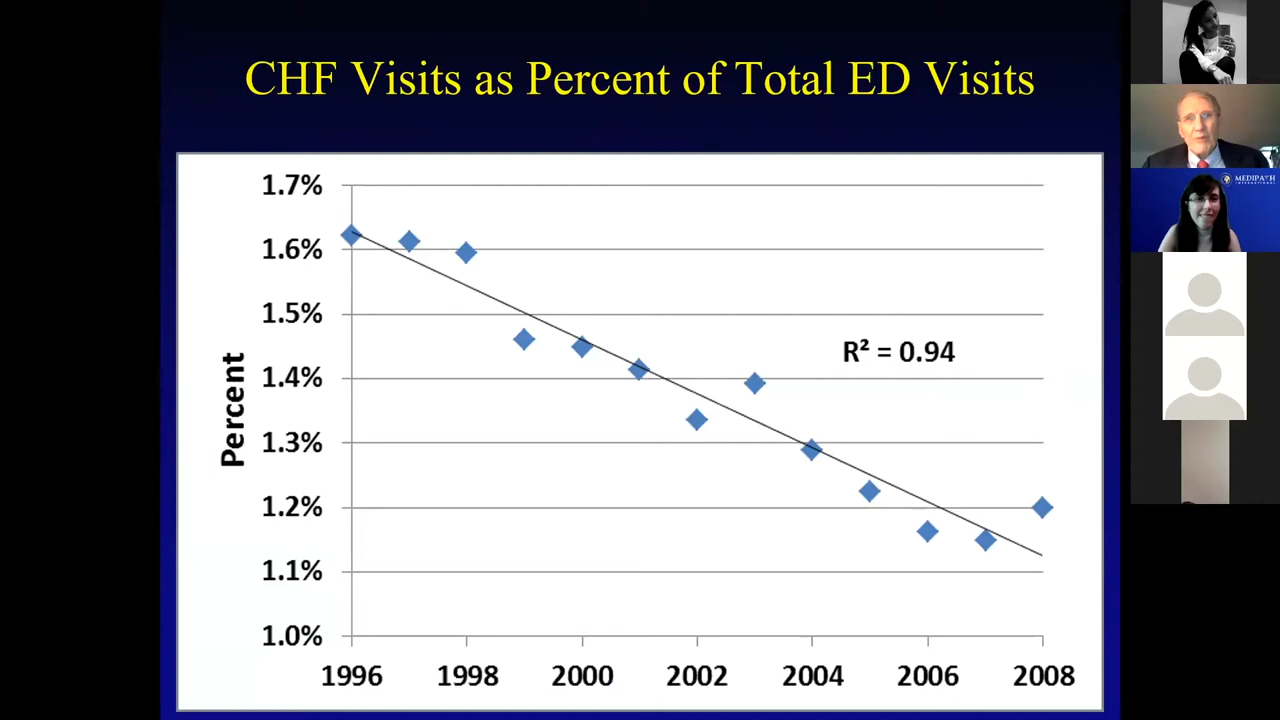 CHF Visits as Percent of Total ED Visits
MEDIPATH
INTERNATIONAL
1.7%
1.6%
1.5%
R² = 0.94
1.4%
Percent
1.3%
1.2%
1.1%
1.0%
1996 1998 2000 2002 2004 2006 2008